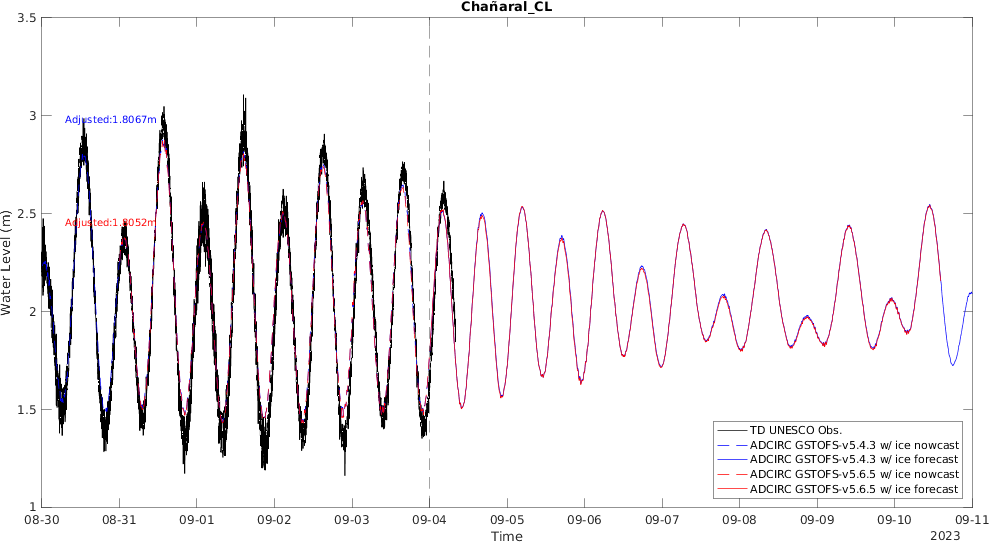 Chañaral_CL
3.5
3
2.5
2
1.5
1
Water Level (m)
Adjusted:1.8067m
Adjusted:1.8052m
TD UNESCO Obs.
ADCIRC GSTOFS-v5.4.3 w/ ice nowcast
ADCIRC GSTOFS-v5.4.3 w/ ice forecast
ADCIRC GSTOFS-v5.6.5 w/ ice nowcast
ADCIRC GSTOFS-v5.6.5 w/ ice forecast
08-30 08-31 09-01 09-02 09-03 09-04 09-05 09-06 09-07 09-08 09-09 09-10 09-11
Time
2023